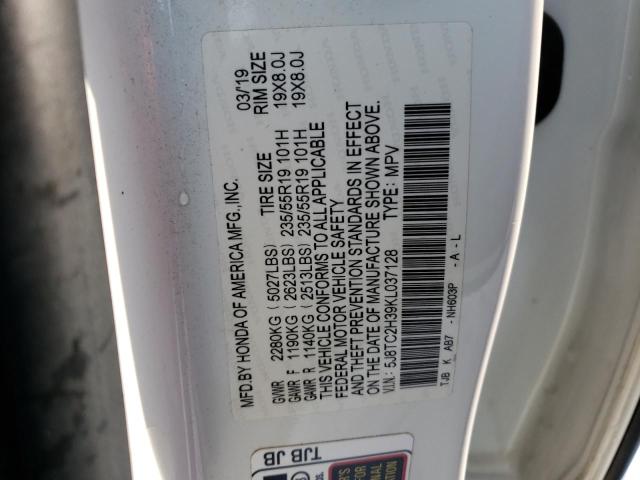 MFD.BY HONDA OF AMERICA MFG.,INC. 03/19
TIRE SIZE RIM SIZE
GVWR 2280KG (5027LBS)
GAWR F 1190KG (2623LBS) 235/55R19 101H 19X8.0J
GAWR R 1140KG (2513LBS) 235/55R19 101H 19X8.0J
THIS VEHICLE CONFORMS TO ALL APPLICABLE
FEDERAL MOTOR VEHICLE SAFETY
AND THEFT PREVENTION STANDARDS IN EFFECT
ON THE DATE OF MANUFACTURE SHOWN ABOVE.
V.I.N.: 5J8TC2H39KL037128 TYPE: MPV
TJB K AB7 -NH603P -A-L
TJB JB